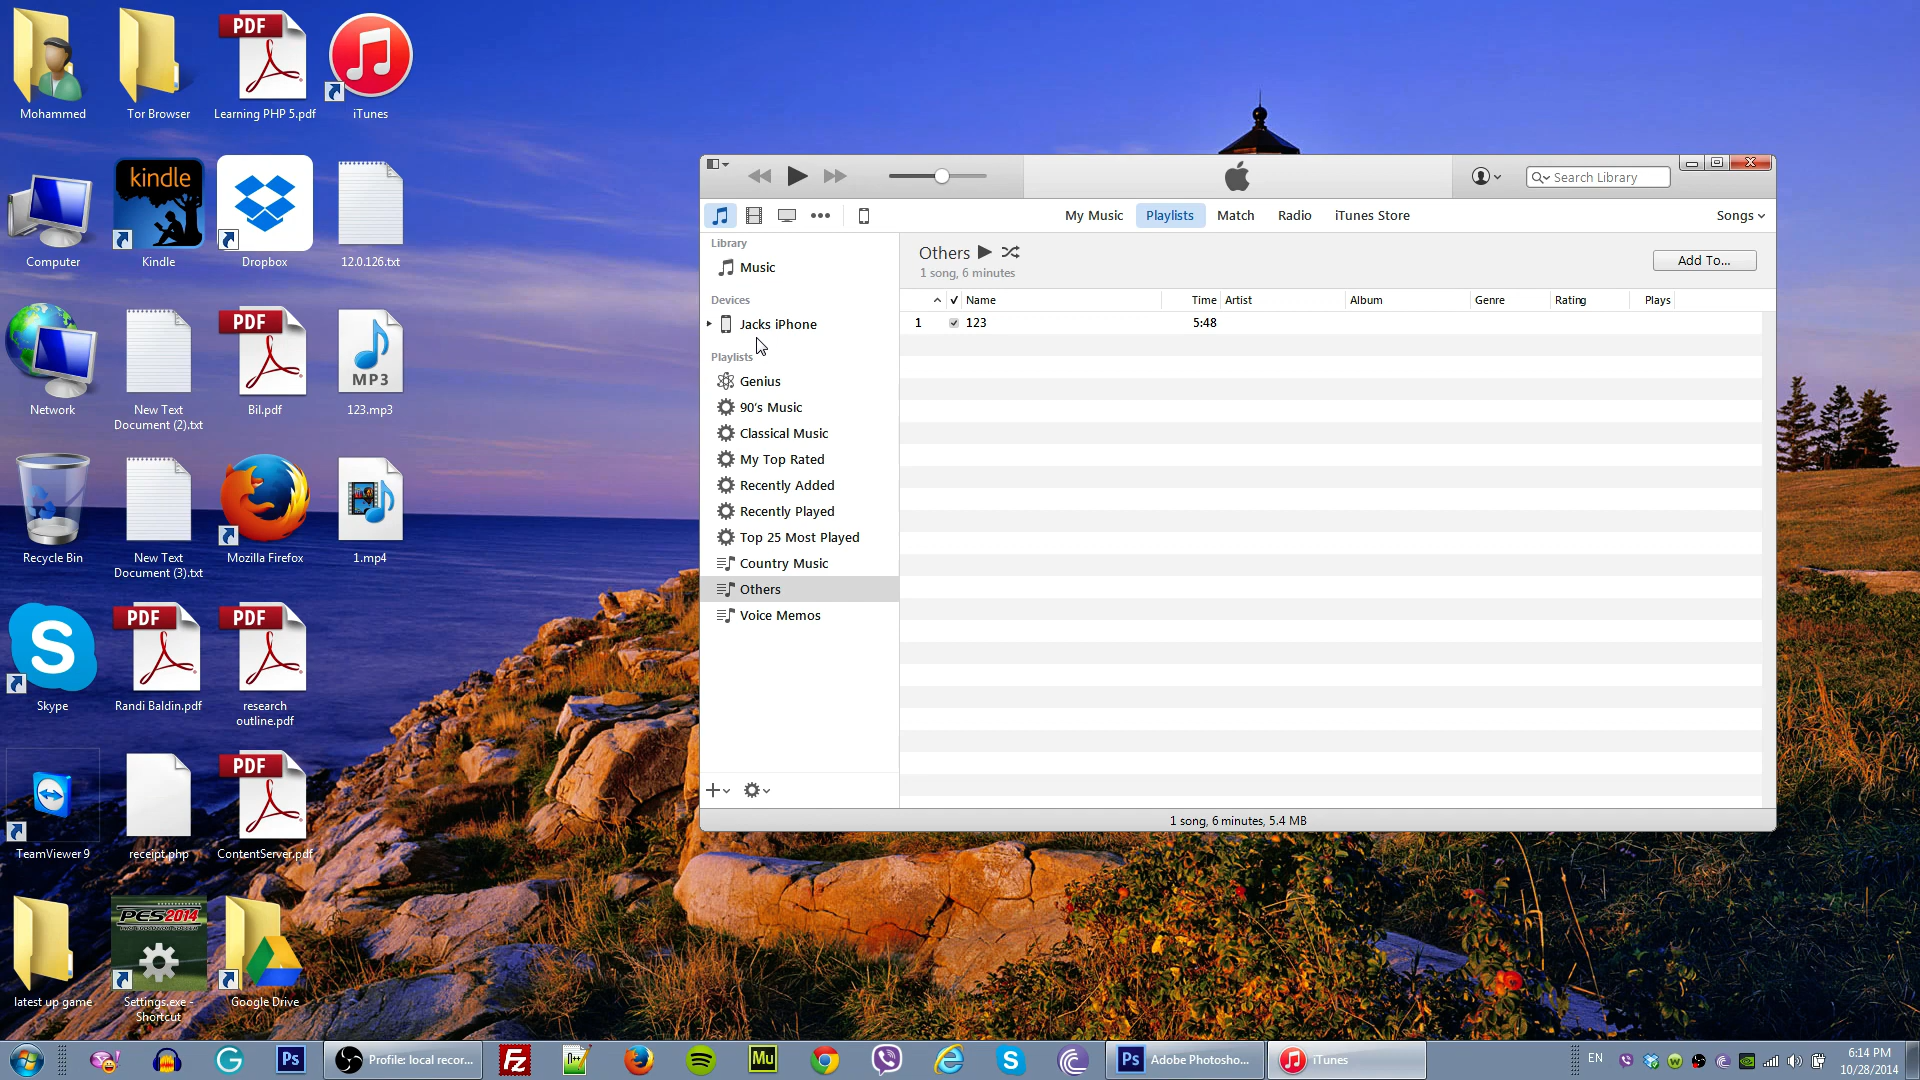 Mohammed
Tor Browser
PDF
Learning PHP 5.pdf
iTunes
Computer
kindle
Kindle
Dropbox
12.0.126.txt
Network
New Text
Document (2).txt
PDF
Bil.pdf
MP3
123.mp3
Recycle Bin
New Text
Document (3).txt
Mozilla Firefox
1.mp4
S
Skype
PDF
Randi Baldin.pdf
PDF
research
outline.pdf
TeamViewer 9
receipt.php
PDF
ContentServer.pdf
latest up game
PES2014
Settings.exe -
Shortcut
Google Drive
Search Library
My Music
Playlists
Match
Radio
iTunes Store
Songs
Library
Music
Devices
Jacks iPhone
Playlists
Genius
90's Music
Classical Music
My Top Rated
Recently Added
Recently Played
Top 25 Most Played
Country Music
Others
Voice Memos
Others
1 song, 6 minutes
Add To...
Name Time Artist Album Genre Rating Plays
1 123 5:48
1 song, 6 minutes, 5.4 MB
Ps
Profile: local recor...
Fz
Mu
Ps
Adobe Photosho...
iTunes
EN
6:14 PM
10/28/2014